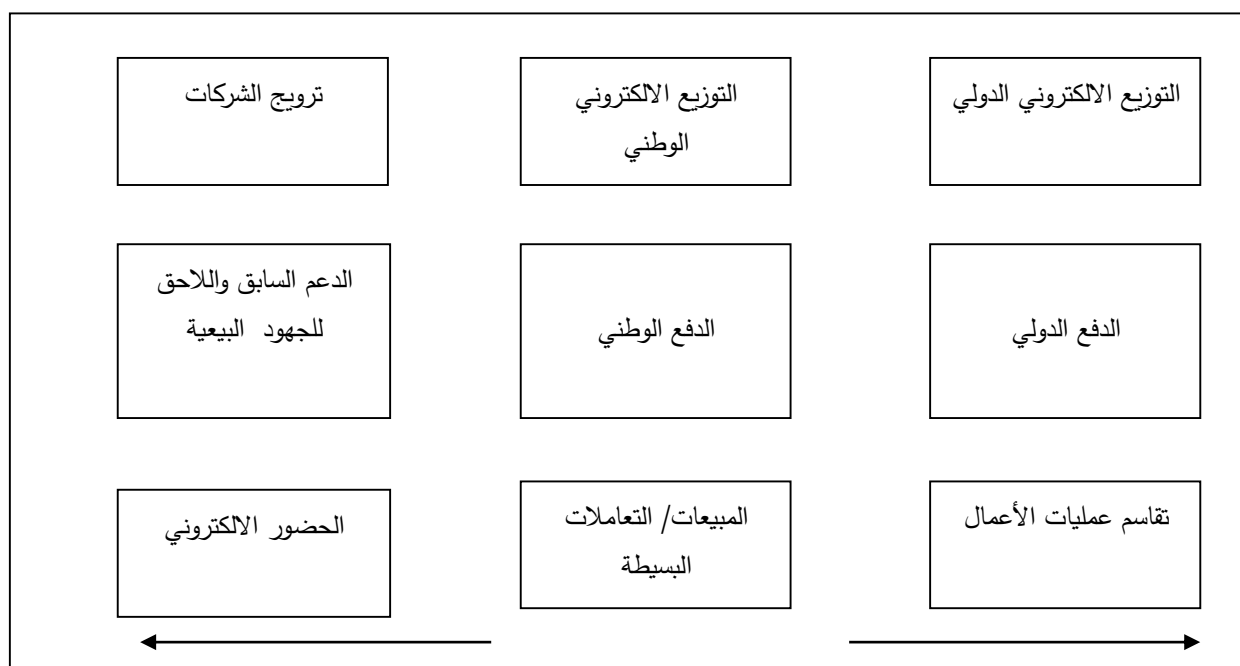 التوزيع الالكتروني الدولي
التوزيع الالكتروني
الوطني
ترويج الشركات
الدفع الدولي
الدفع الوطني
الدعم السابق واللاحق
للجهود البيعية
تقاسم عمليات الأعمال
المبيعات/ التعاملات
البسيطة
الحضور الالكتروني